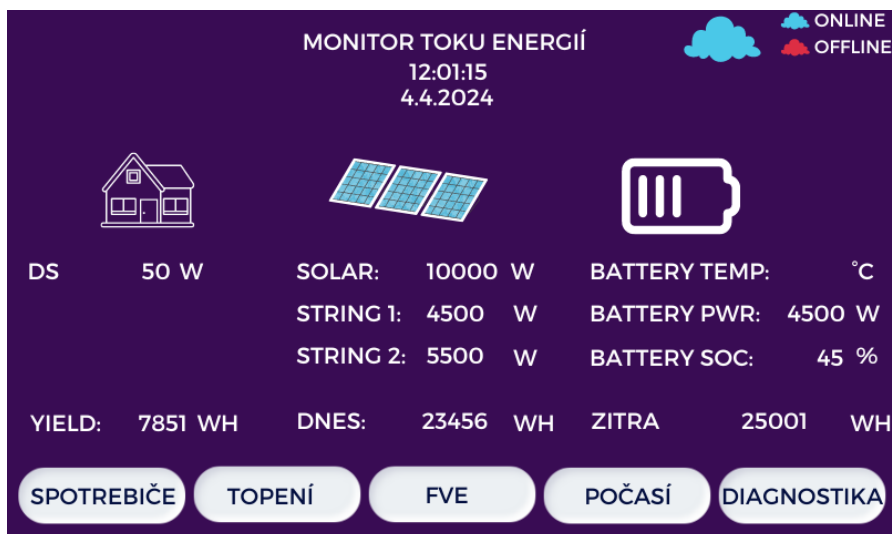 ONLINE
OFFLINE
MONITOR TOKU ENERGIÍ
12:01:15
4.4.2024
DS 50 W SOLAR: 10000 W BATTERY TEMP: °C
STRING 1: 4500 W BATTERY PWR: 4500 W
STRING 2: 5500 W BATTERY SOC: 45 %
YIELD: 7851 WH DNES: 23456 WH ZITRA 25001 WH
SPOTREBIČE TOPENÍ FVE POČASÍ DIAGNOSTIKA